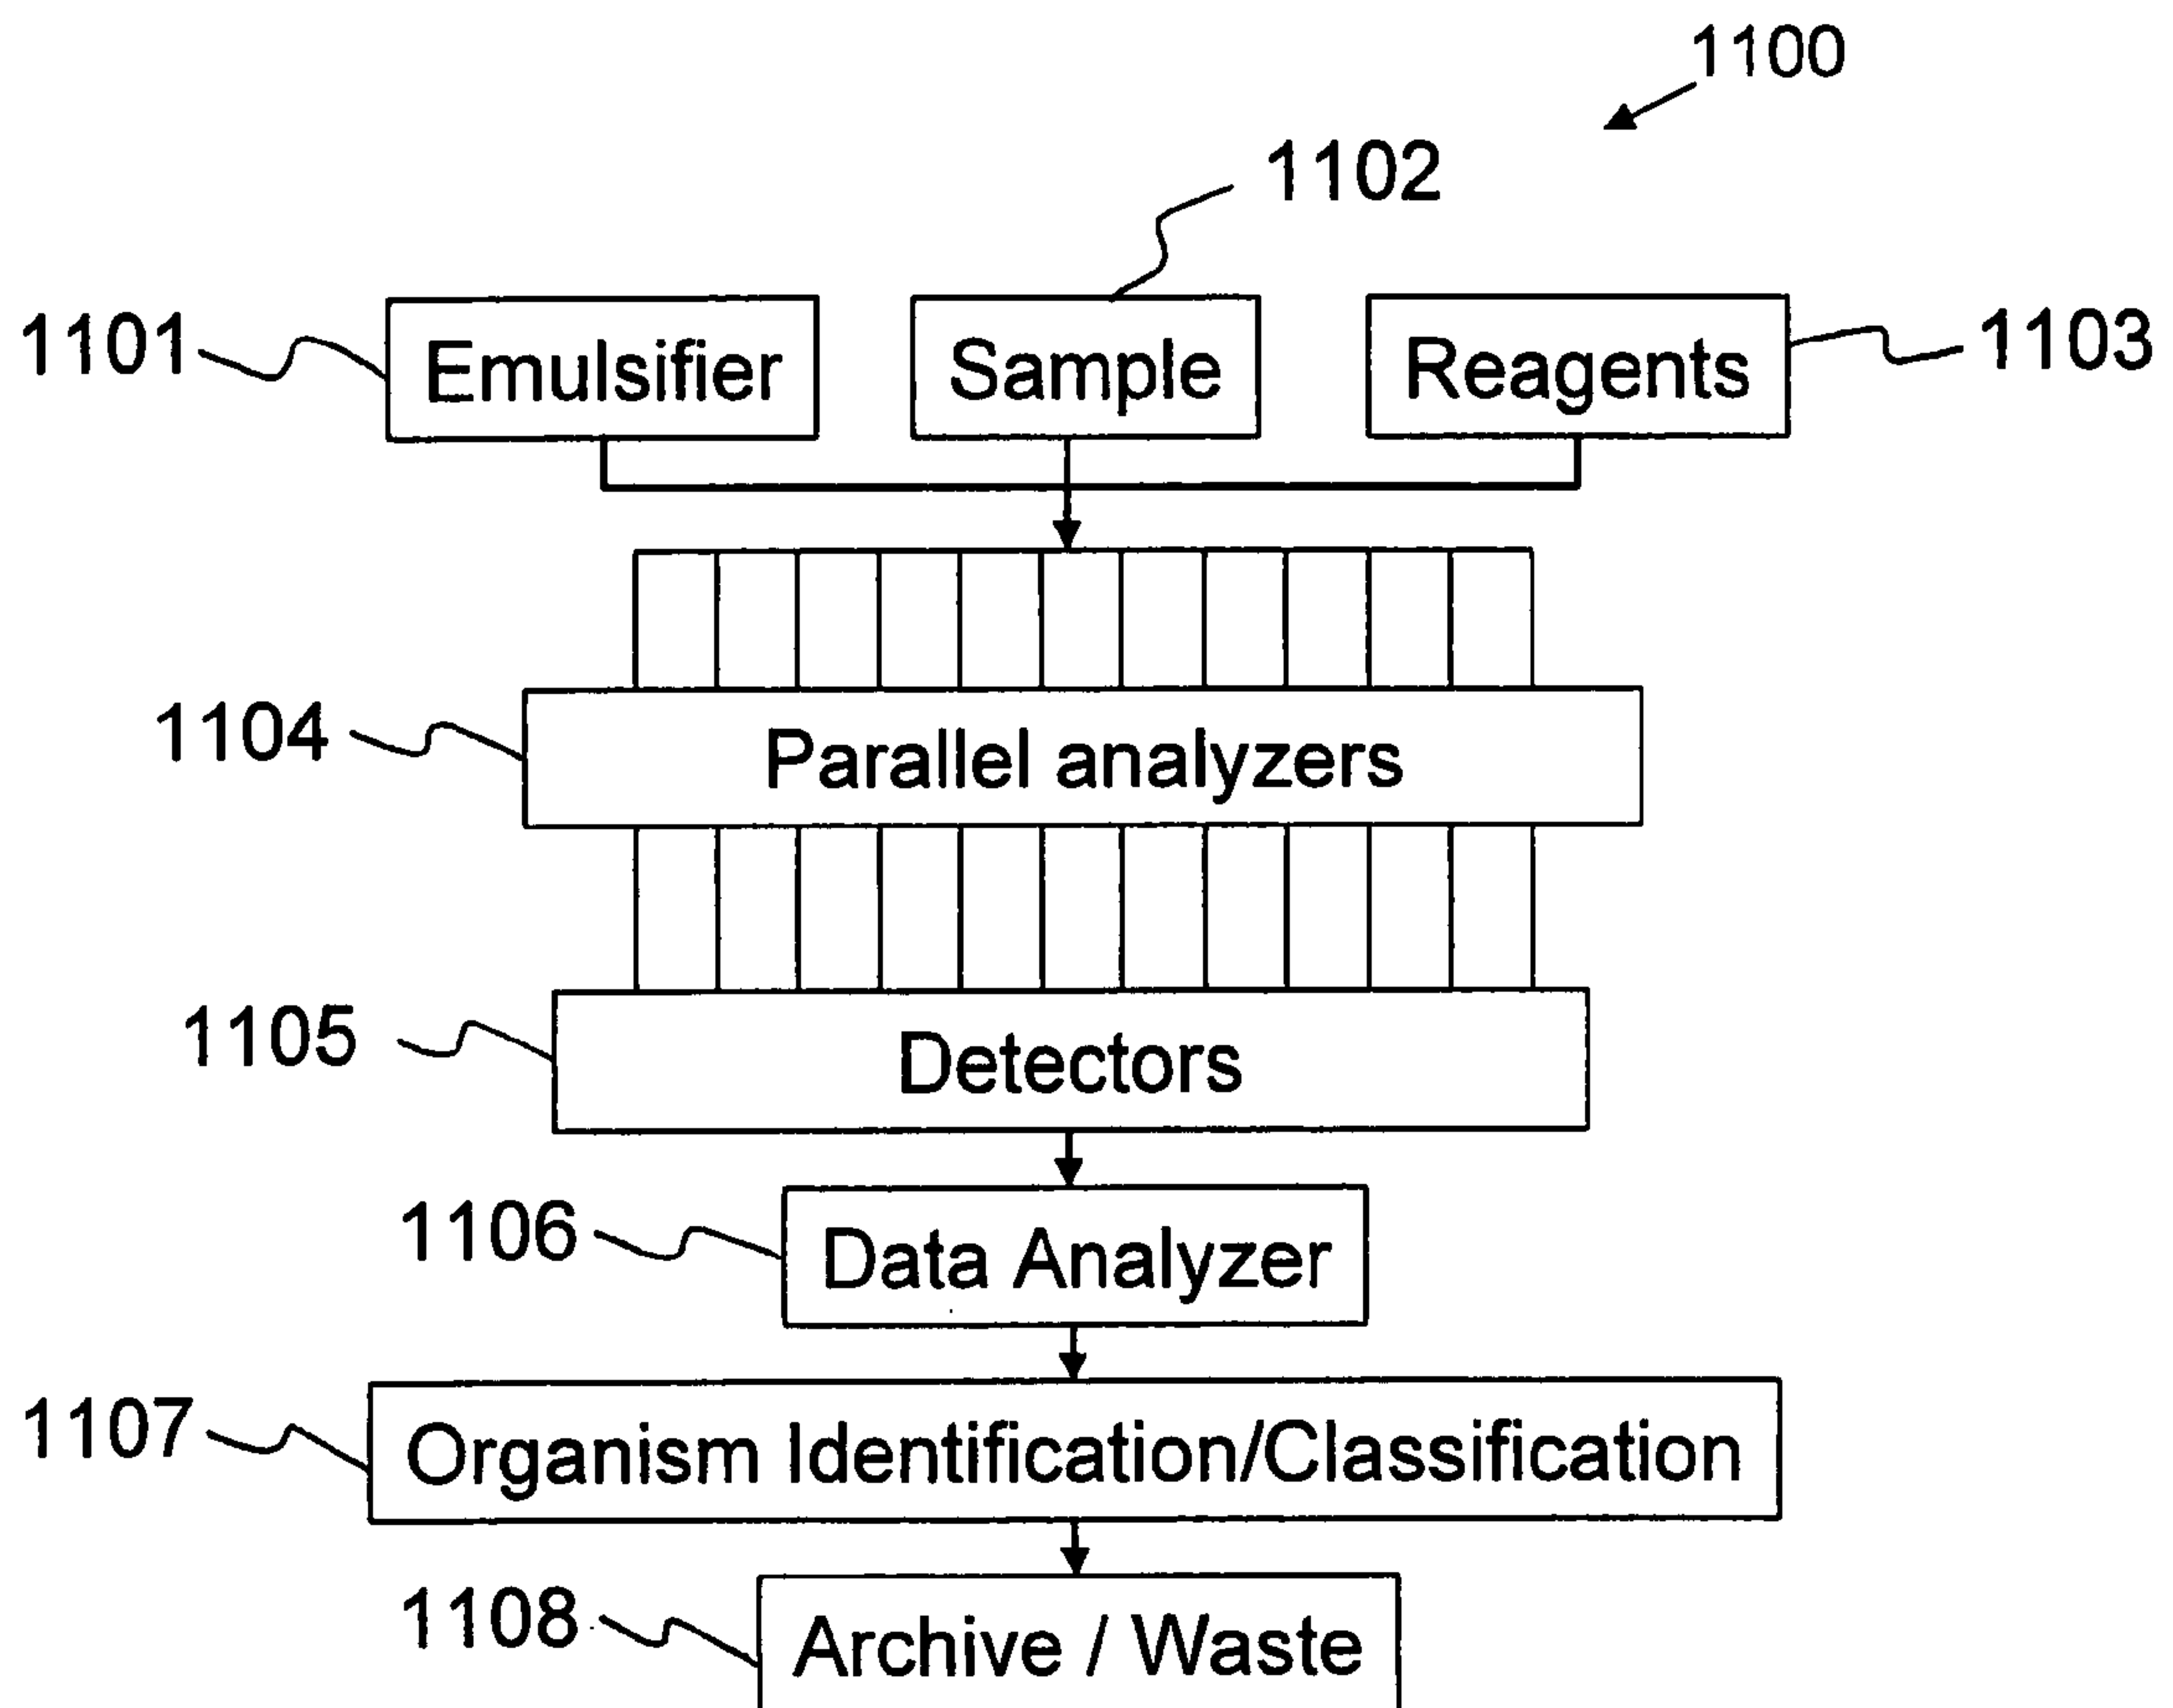 1100
1102
1101
Emulsifier
Sample
Reagents
1103
1104
Parallel analyzers
1105
Detectors
1106
Data Analyzer
1107
Organism Identification/Classification
1108
Archive / Waste